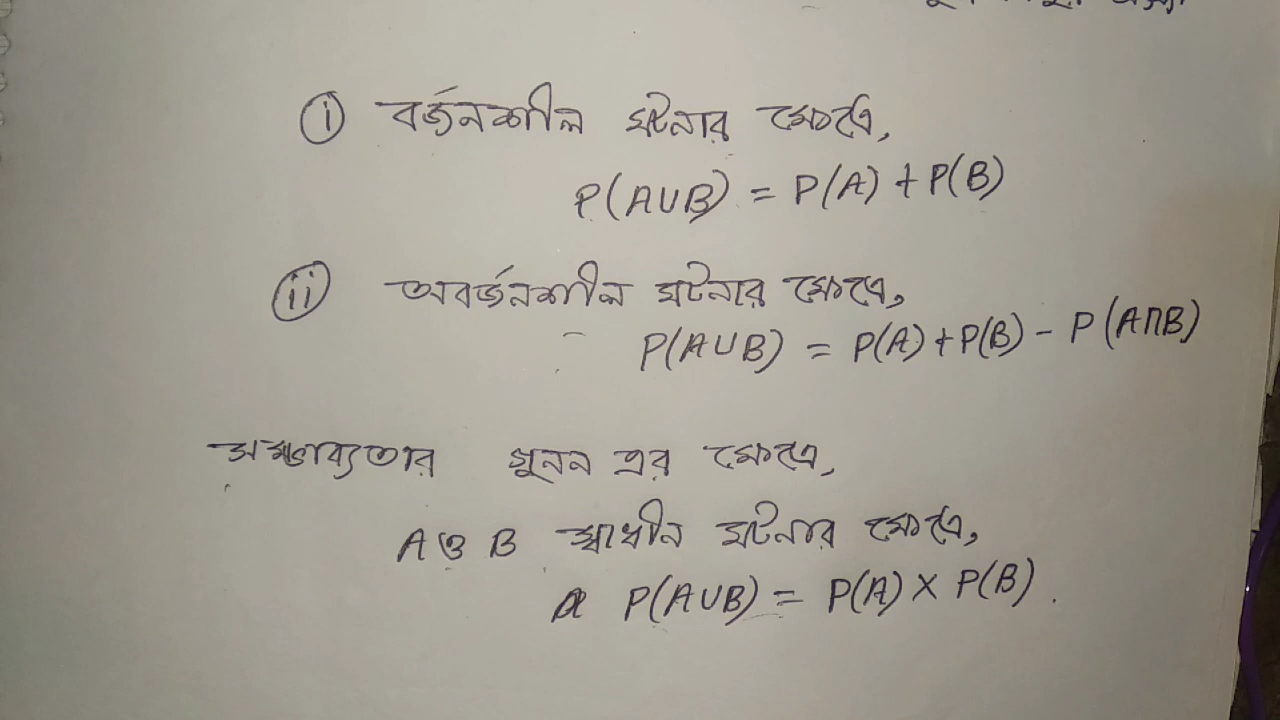 (i) বর্জনশীল ঘটনার ক্ষেত্রে,
P(A∪B) = P(A) + P(B)
(ii) অবর্জনশীল ঘটনার ক্ষেত্রে,
P(A∪B) = P(A) + P(B) - P(A∩B)
সম্ভাব্যতার গুনন এর ক্ষেত্রে,
A ও B স্বাধীন ঘটনার ক্ষেত্রে,
P(A∪B) = P(A) × P(B).